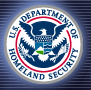 U.S. DEPARTMENT OF
HOMELAND SECURITY